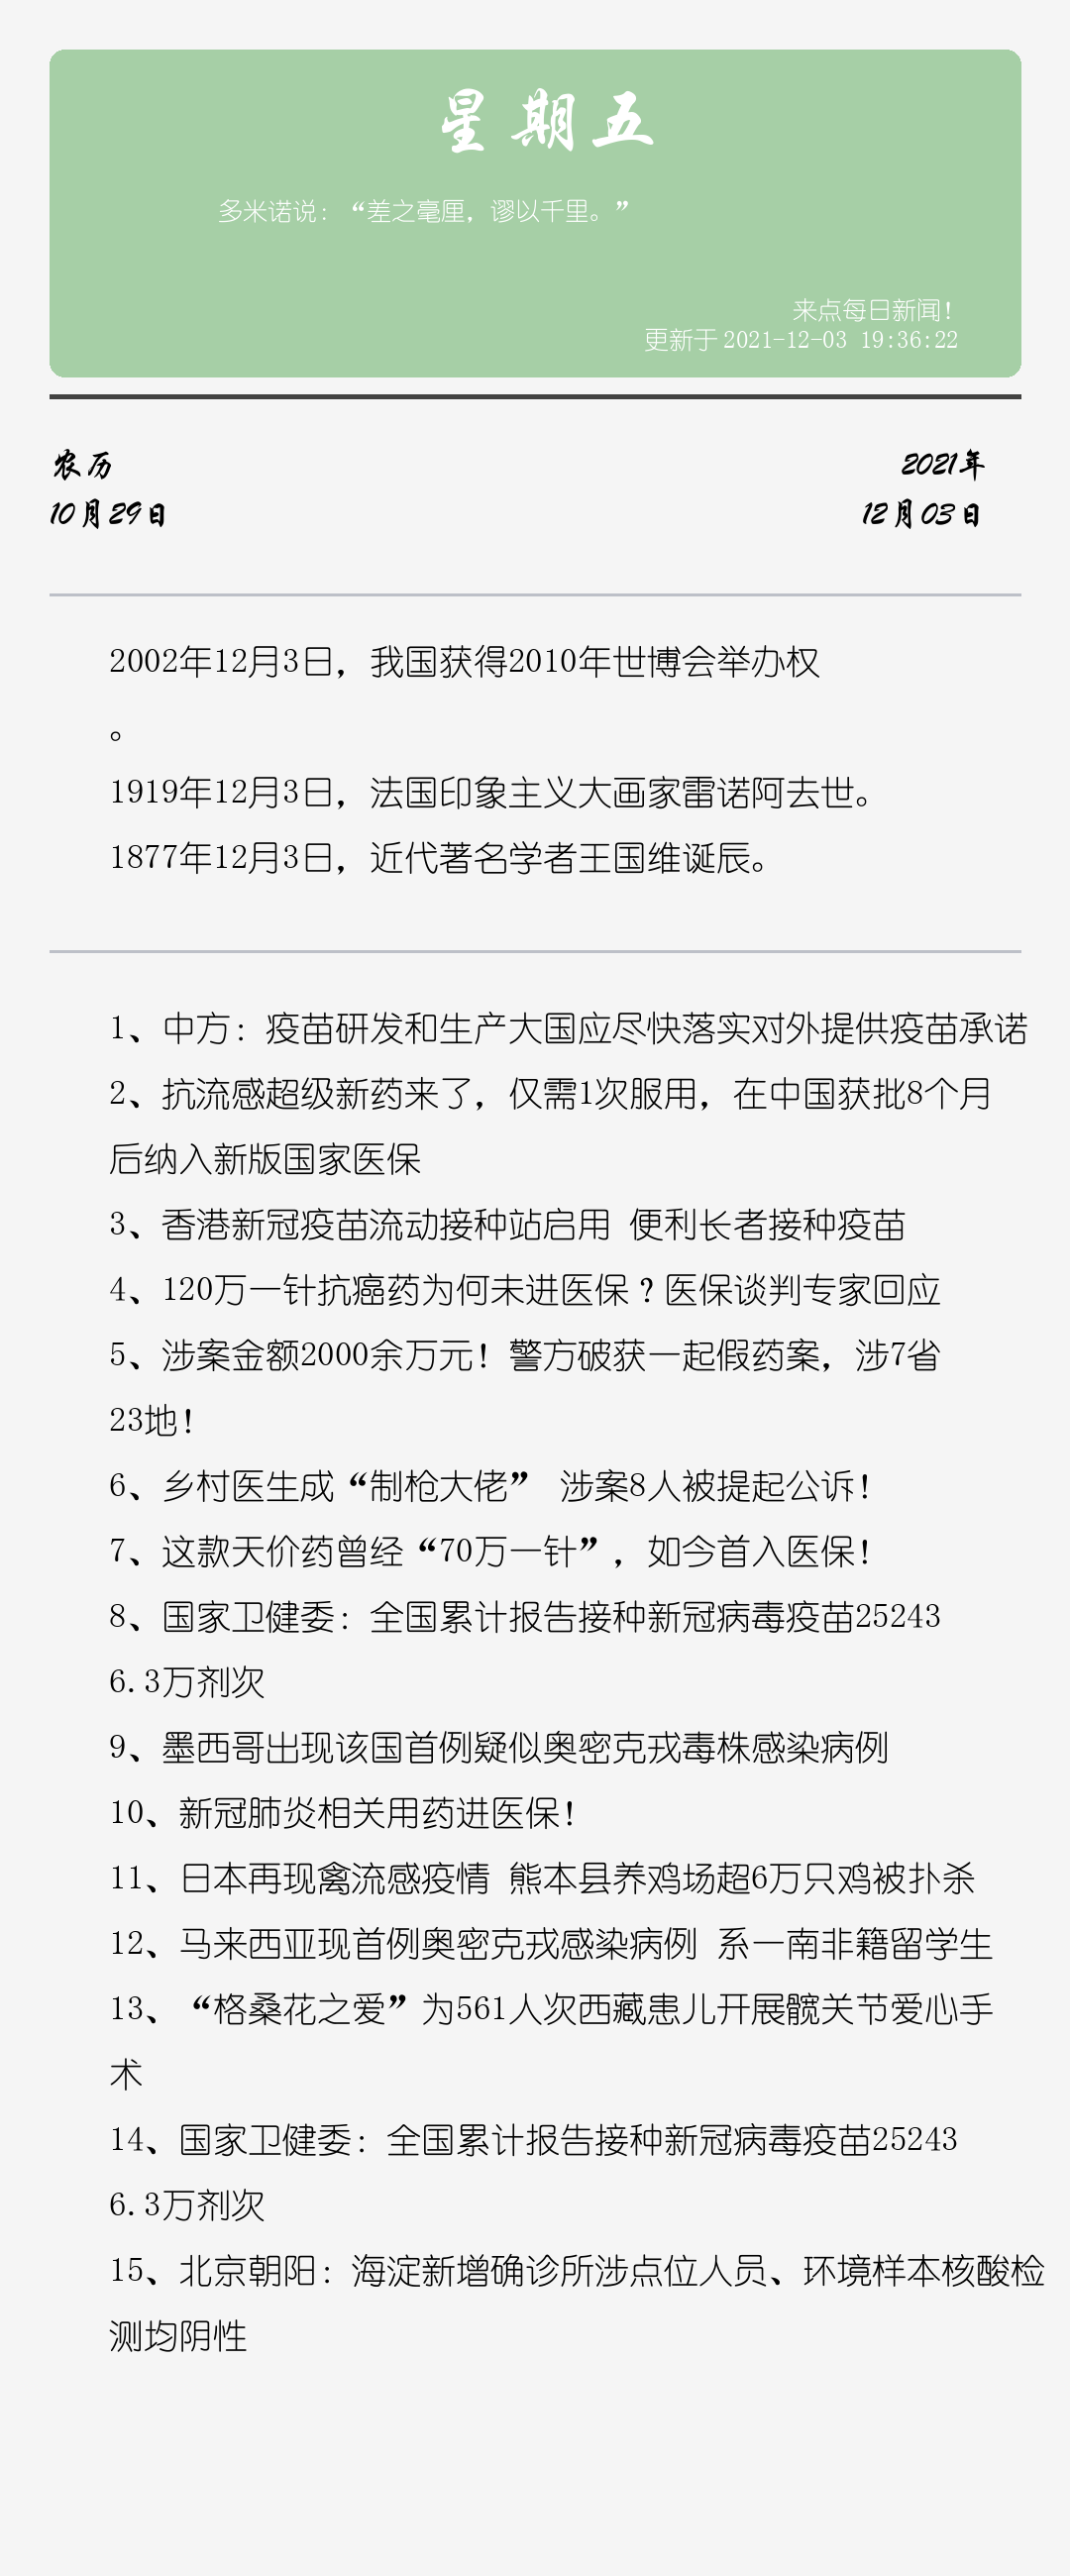 星期五
多米诺说：“差之毫厘，谬以千里。”
来点每日新闻！
更新于 2021-12-03 19:36:22
农历
2021年
10月29日
12月03日
2002年12月3日，我国获得2010年世博会举办权
。
1919年12月3日，法国印象主义大画家雷诺阿去世。
1877年12月3日，近代著名学者王国维诞辰。
1、中方：疫苗研发和生产大国应尽快落实对外提供疫苗承诺
2、抗流感超级新药来了，仅需1次服用，在中国获批8个月
后纳入新版国家医保
3、香港新冠疫苗流动接种站启用 便利长者接种疫苗
4、120万一针抗癌药为何未进医保？医保谈判专家回应
5、涉案金额2000余万元！警方破获一起假药案，涉7省
23地！
6、乡村医生成“制枪大佬” 涉案8人被提起公诉！
7、这款天价药曾经“70万一针”，如今首入医保！
8、国家卫健委：全国累计报告接种新冠病毒疫苗25243
6.3万剂次
9、墨西哥出现该国首例疑似奥密克戎毒株感染病例
10、新冠肺炎相关用药进医保！
11、日本再现禽流感疫情 熊本县养鸡场超6万只鸡被扑杀
12、马来西亚现首例奥密克戎感染病例 系一南非籍留学生
13、“格桑花之爱”为561人次西藏患儿开展髋关节爱心手
术
14、国家卫健委：全国累计报告接种新冠病毒疫苗25243
6.3万剂次
15、北京朝阳：海淀新增确诊所涉点位人员、环境样本核酸检
测均阴性